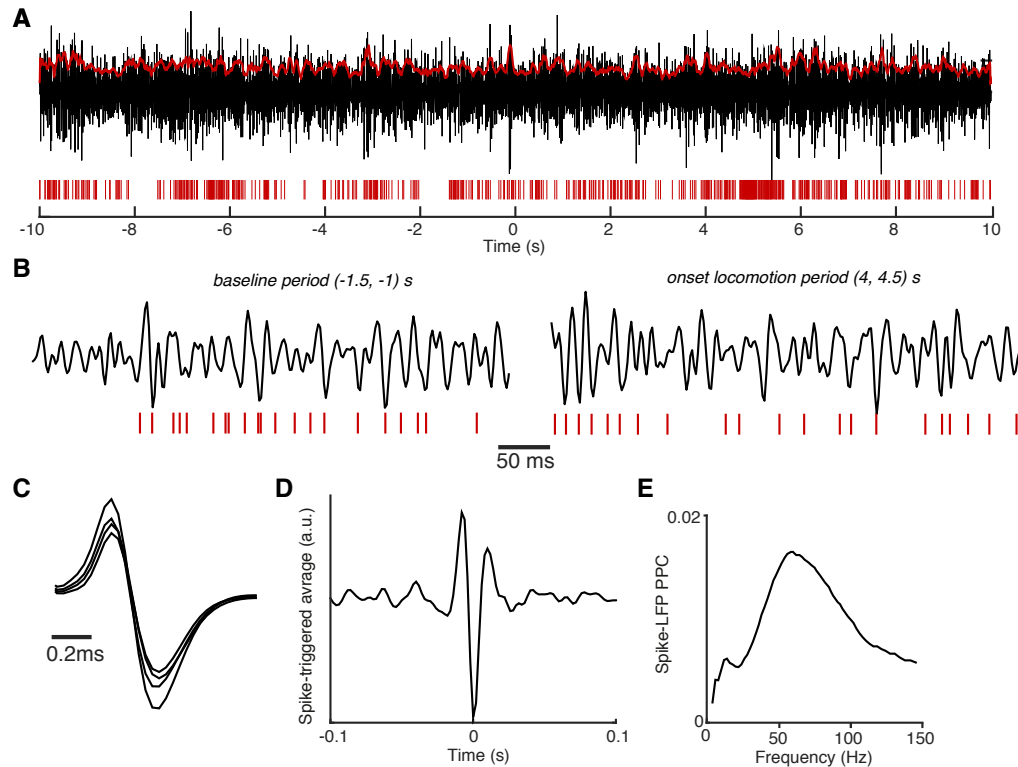 A
-10 -8 -6 -4 -2 0 2 4 6 8 10
Time (s)
B
baseline period (-1.5, -1) s
onset locomotion period (4, 4.5) s
50 ms
C
0.2ms
D
Spike-triggered avrage (a.u.)
-0.1 0 0.1
Time (s)
E
0.02
Spike-LFP PPC
0
0 50 100 150
Frequency (Hz)